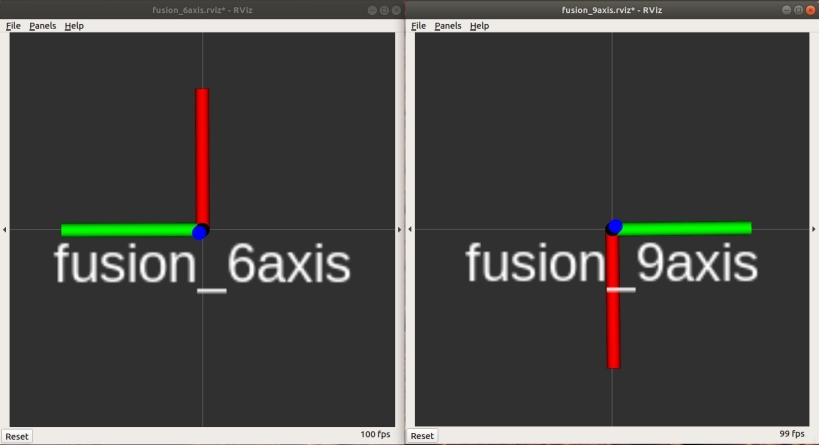 fusion_6axis.rviz* - RViz
File Panels Help
fusion_6axis
Reset
100 fps
fusion_9axis.rviz* - RViz
File Panels Help
fusion_9axis
Reset
99 fps